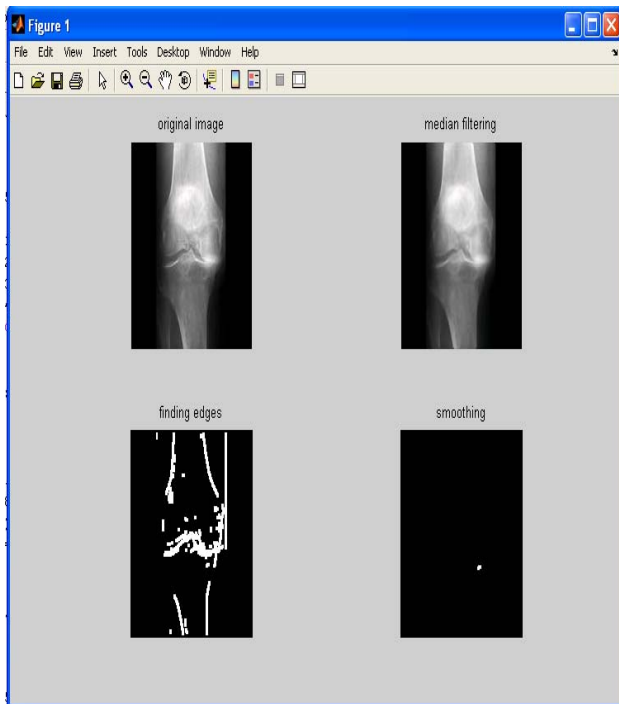 Figure 1
File Edit View Insert Tools Desktop Window Help
original image
median filtering
finding edges
smoothing